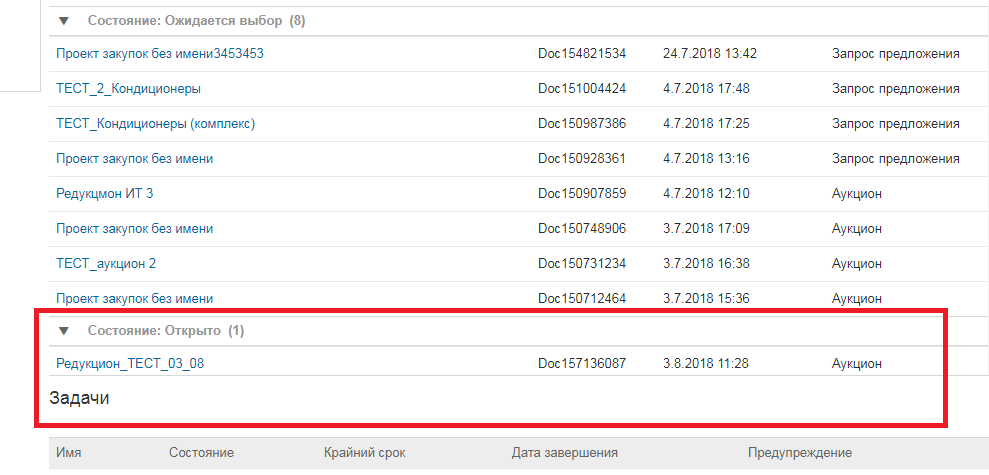 Состояние: Ожидается выбор (8)
Проект закупок без имени3453453 Doc154821534 24.7.2018 13:42 Запрос предложения
ТЕСТ_2_Кондиционеры Doc151004424 4.7.2018 17:48 Запрос предложения
ТЕСТ_Кондиционеры (комплекс) Doc150987386 4.7.2018 17:25 Запрос предложения
Проект закупок без имени Doc150928361 4.7.2018 13:16 Запрос предложения
Редукцмон ИТ 3 Doc150907859 4.7.2018 12:10 Аукцион
Проект закупок без имени Doc150748906 3.7.2018 17:09 Аукцион
ТЕСТ_аукцион 2 Doc150731234 3.7.2018 16:38 Аукцион
Проект закупок без имени Doc150712464 3.7.2018 15:36 Аукцион
Состояние: Открыто (1)
Редукцион_ТЕСТ_03_08 Doc157136087 3.8.2018 11:28 Аукцион
Задачи
Имя Состояние Крайний срок Дата завершения Предупреждение